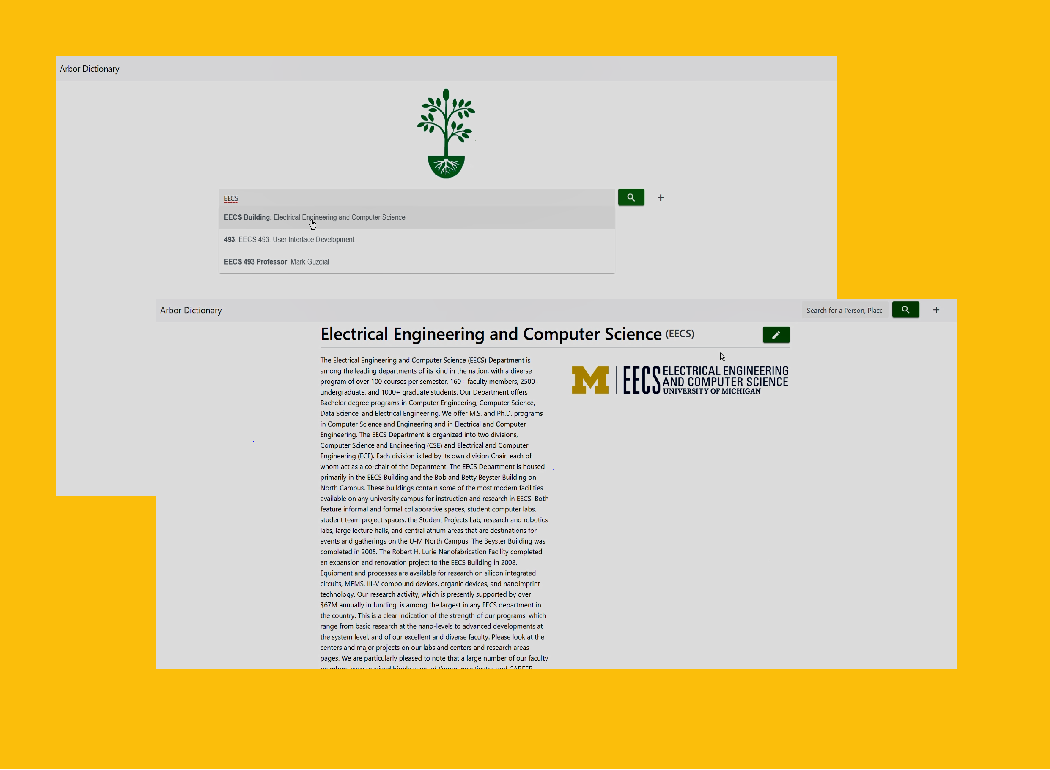 Arbor Dictionary
EECS
EECS Building Electrical Engineering and Computer Science
493 EECS 493 User Interface Development
EECS 493 Professor Mark Guzdial
Arbor Dictionary
Search for a Person, Plac
Electrical Engineering and Computer Science (EECS)
The Electrical Engineering and Computer Science (EECS) Department is
among the leading departments of its kind in the nation, with a diverse
program of over 100 courses per semester, 160+ faculty members, 2500
undergraduate, and 1000+ graduate students. Our Department offers
Bachelor degree programs in Computer Engineering, Computer Science,
Data Science, and Electrical Engineering. We offer M.S. and Ph.D. programs
in Computer Science and Engineering and in Electrical and Computer
Engineering. The EECS Department is organized into two divisions,
Computer Science and Engineering (CSE) and Electrical and Computer
Engineering (ECE). Each division is led by its own division Chair, each of
whom act as a co-chair of the Department. The EECS Department is housed
primarily in the EECS Building and the Bob and Betty Beyster Building on
North Campus. These buildings contain some of the most modern facilities
available on any university campus for instruction and research in EECS. Both
feature informal and formal collaborative spaces, student computer labs,
student team project spaces, the Student Projects Lab, research and robotics
labs, large lecture halls, and central atrium areas that are destinations for
events and gatherings on the U-M North Campus. The Beyster Building was
completed in 2005. The Robert H. Lurie Nanofabrication Facility completed
an expansion and renovation project to the EECS Building in 2008.
Equipment and processes are available for research on silicon integrated
circuits, MEMS, III-V compound devices, organic devices, and nanoimprint
technology. Our research activity, which is presently supported by over
$67M annually in funding, is among the largest in any EECS department in
the country. This is a clear indication of the strength of our programs, which
range from basic research at the nano-levels to advanced developments at
the system level, and of our excellent and diverse faculty. Please look at the
centers and major projects on our labs and centers and research areas
pages. We are particularly pleased to note that a large number of our faculty
M EECS ELECTRICAL ENGINEERING
AND COMPUTER SCIENCE
UNIVERSITY OF MICHIGAN